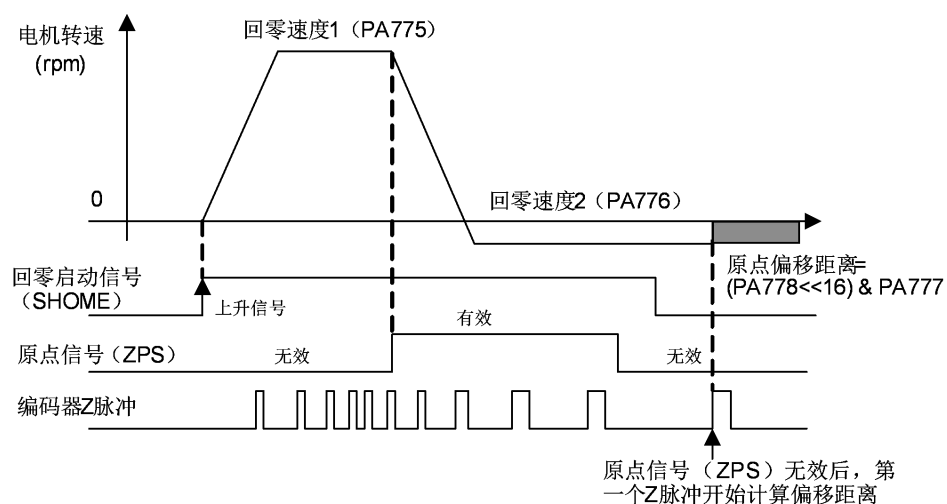 电机转速
(rpm)
回零速度1（PA775）
0
回零速度2（PA776）
回零启动信号
（SHOME）
上升信号
原点偏移距离=
(PA778<<16) & PA777
原点信号（ZPS）
无效
有效
无效
编码器Z脉冲
原点信号（ZPS）无效后，第
一个Z脉冲开始计算偏移距离